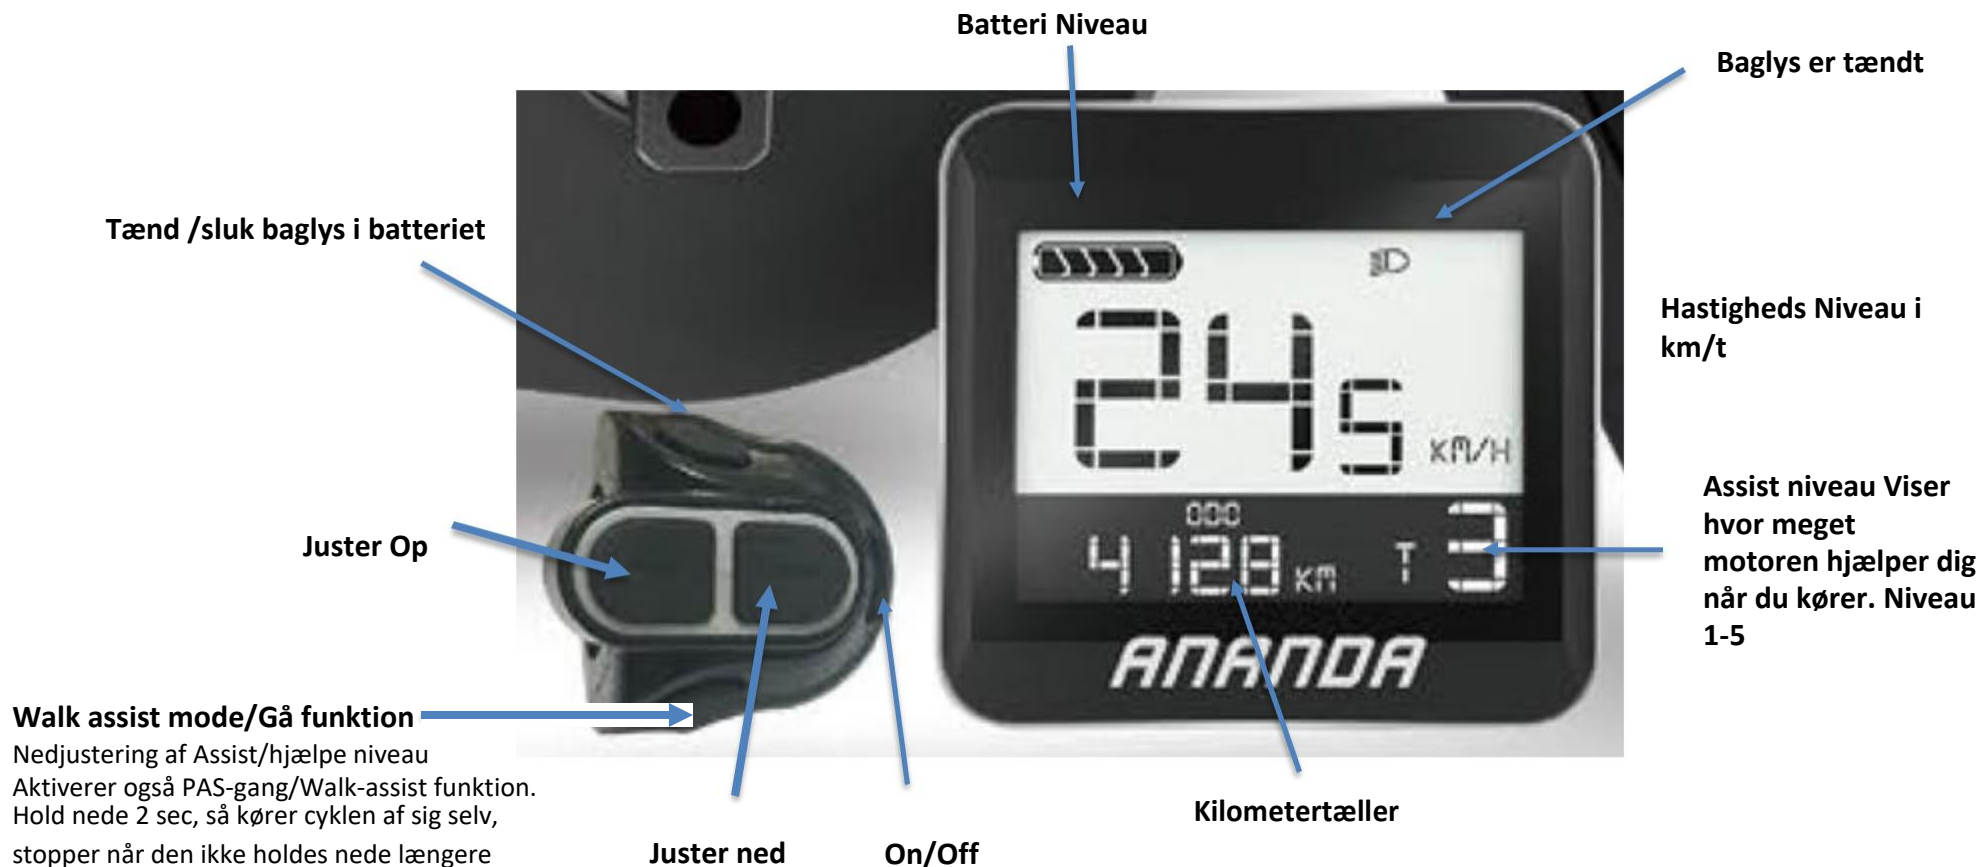 Batteri Niveau
Baglys er tændt
Tænd /sluk baglys i batteriet
Hastigheds Niveau i
km/t
24 5
KM/H
Assist niveau Viser
hvor meget
motoren hjælper dig
når du kører. Niveau
1-5
Juster Op
ODO
4128 KM
T 3
ANANDA
Walk assist mode/Gå funktion
Nedjustering af Assist/hjælpe niveau
Aktiverer også PAS-gang/Walk-assist funktion.
Hold nede 2 sec, så kører cyklen af sig selv,
stopper når den ikke holdes nede længere
Juster ned
On/Off
Kilometertæller